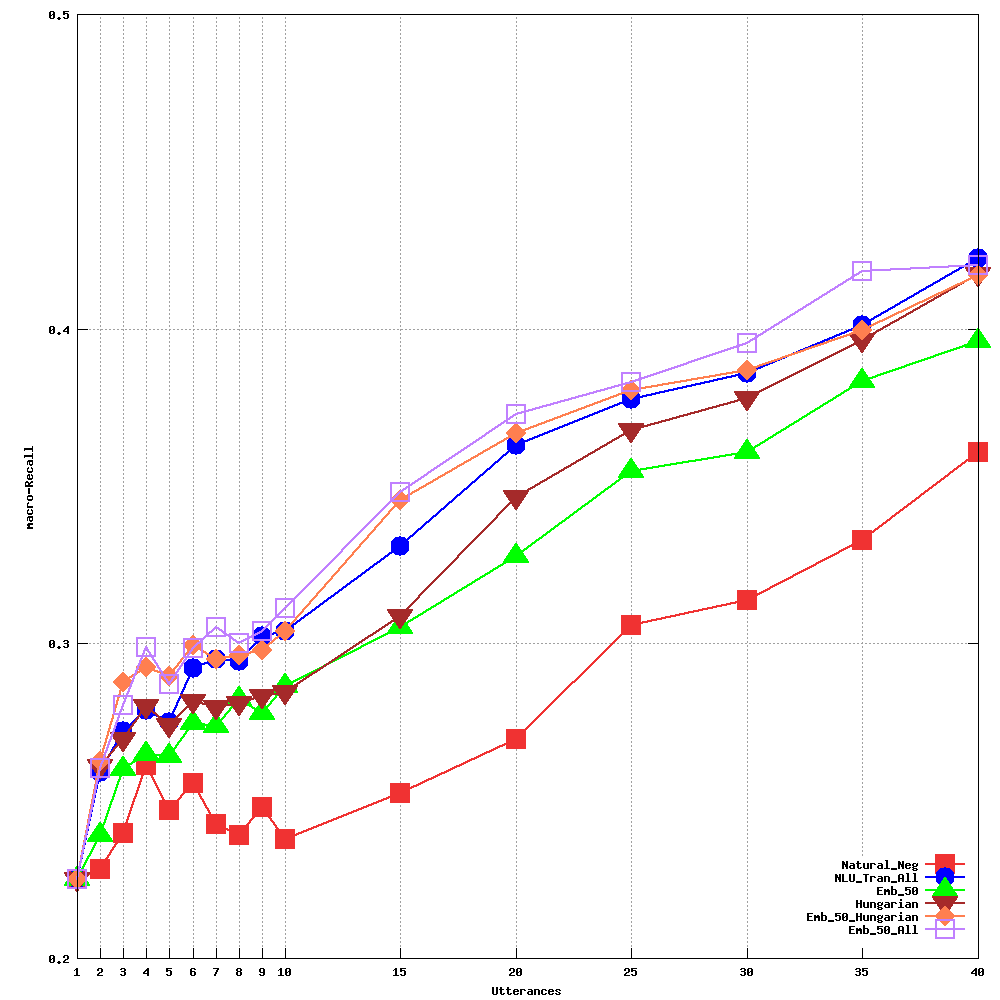 0.5
0.4
0.3
0.2
macro-Recall
1 2 3 4 5 6 7 8 9 10 15 20 25 30 35 40
Utterances
Natural_Neg
NLU_Tran_All
Emb_50
Hungarian
Emb_50_Hungarian
Emb_50_All